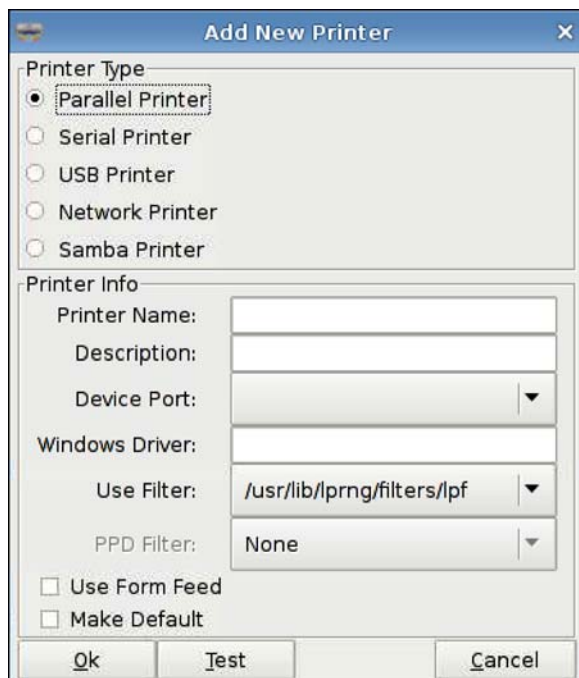 Add New Printer
Printer Type
Parallel Printer
Serial Printer
USB Printer
Network Printer
Samba Printer
Printer Info
Printer Name:
Description:
Device Port:
Windows Driver:
Use Filter: /usr/lib/lprng/filters/lpf
PPD Filter: None
Use Form Feed
Make Default
Ok Test Cancel